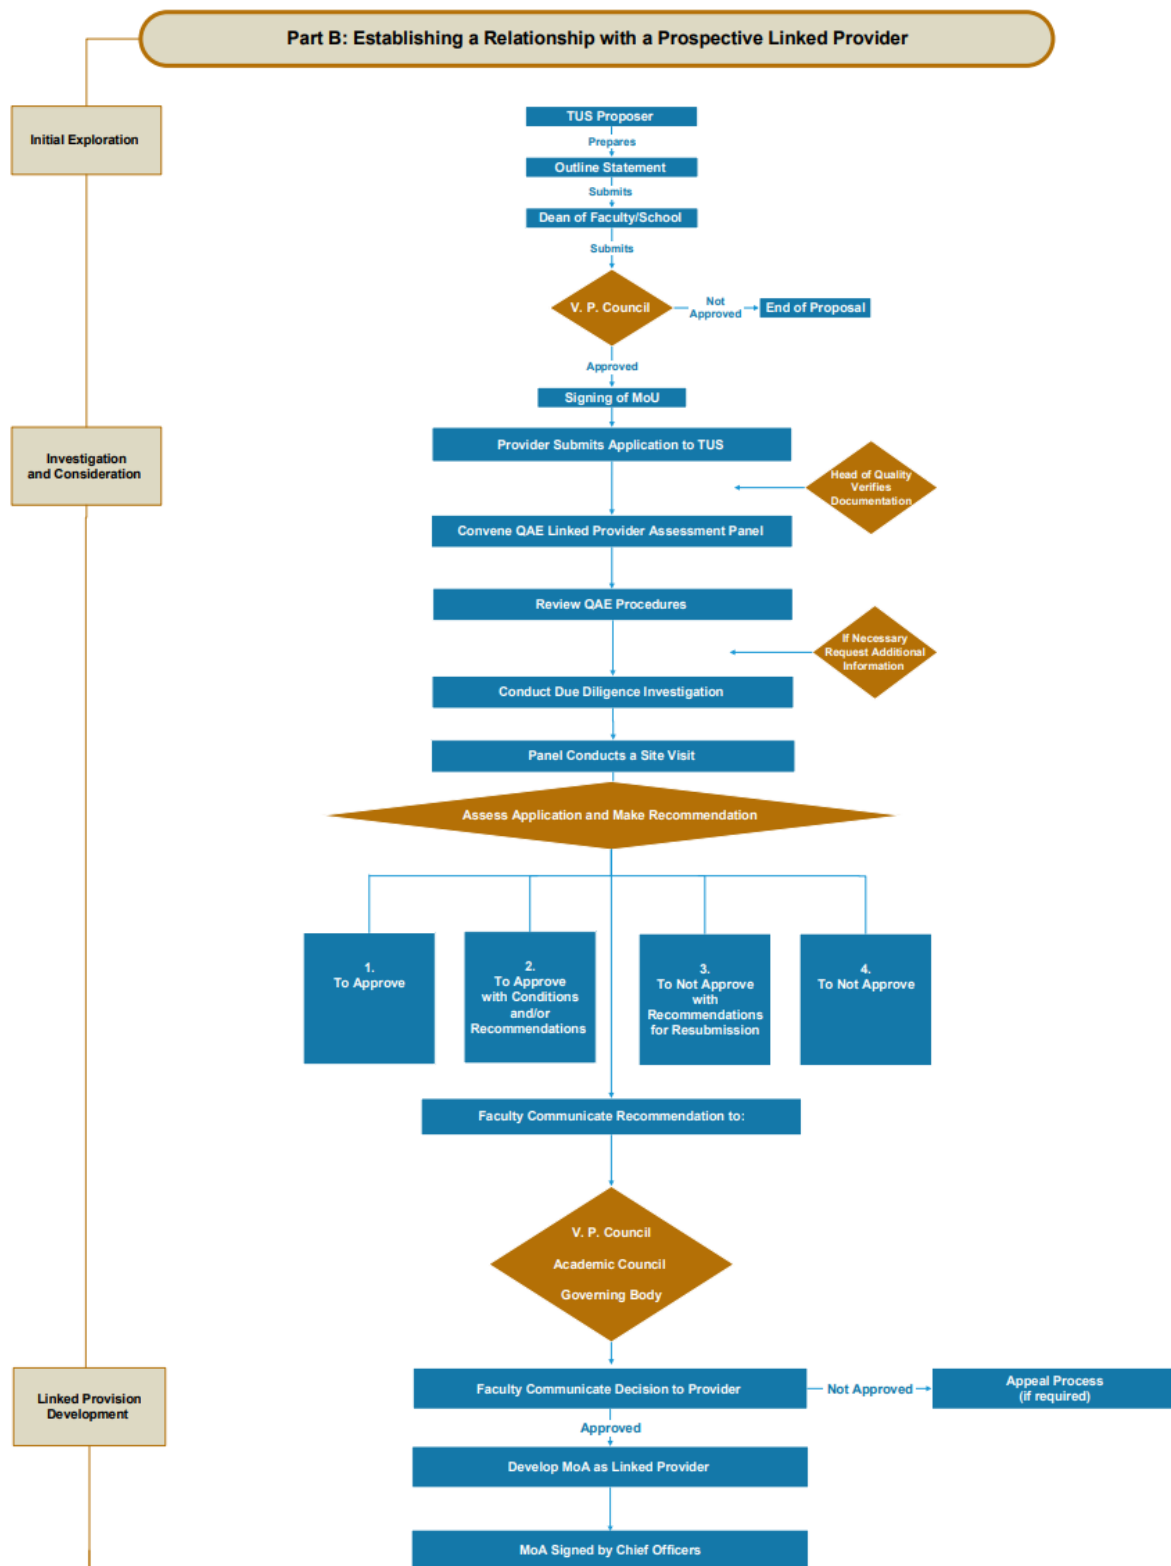 Part B: Establishing a Relationship with a Prospective Linked Provider
Initial Exploration
TUS Proposer
Prepares
Outline Statement
Submits
Dean of Faculty/School
Submits
V. P. Council
Not
Approved
End of Proposal
Approved
Signing of MoU
Investigation
and Consideration
Provider Submits Application to TUS
Head of Quality
Verifies
Documentation
Convene QAE Linked Provider Assessment Panel
Review QAE Procedures
If Necessary
Request Additional
Information
Conduct Due Diligence Investigation
Panel Conducts a Site Visit
Assess Application and Make Recommendation
1.
To Approve
2.
To Approve
with Conditions
and/or
Recommendations
3.
To Not Approve
with
Recommendations
for Resubmission
4.
To Not Approve
Faculty Communicate Recommendation to:
V. P. Council
Academic Council
Governing Body
Linked Provision
Development
Faculty Communicate Decision to Provider
Not Approved
Appeal Process
(if required)
Approved
Develop MoA as Linked Provider
MoA Signed by Chief Officers